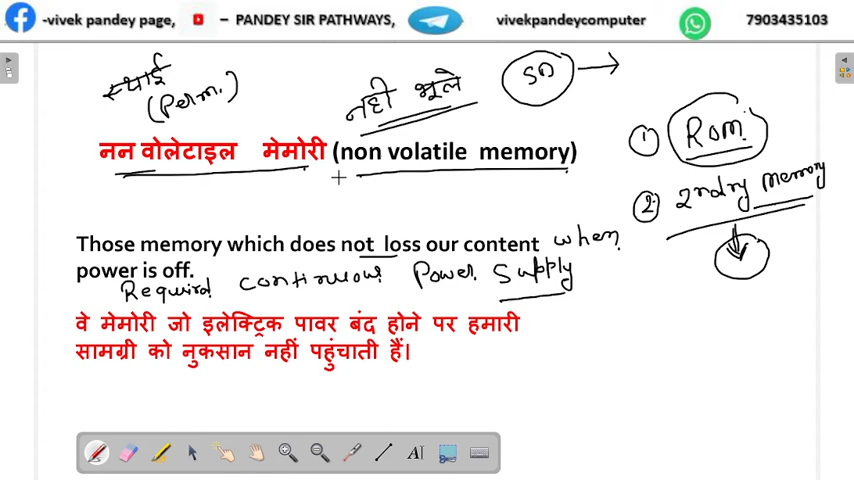 -vivek pandey page, – PANDEY SIR PATHWAYS, vivekpandeycomputer 7903435103
स्थाई
(Perm.)
नही भूले
SD
नन वोलेटाइल मेमोरी (non volatile memory)
① Rom
② 2ndry memory
Those memory which does not loss our content when
power is off.
Required continuous Power Supply
वे मेमोरी जो इलेक्ट्रिक पावर बंद होने पर हमारी
सामग्री को नुकसान नहीं पहुंचाती हैं।